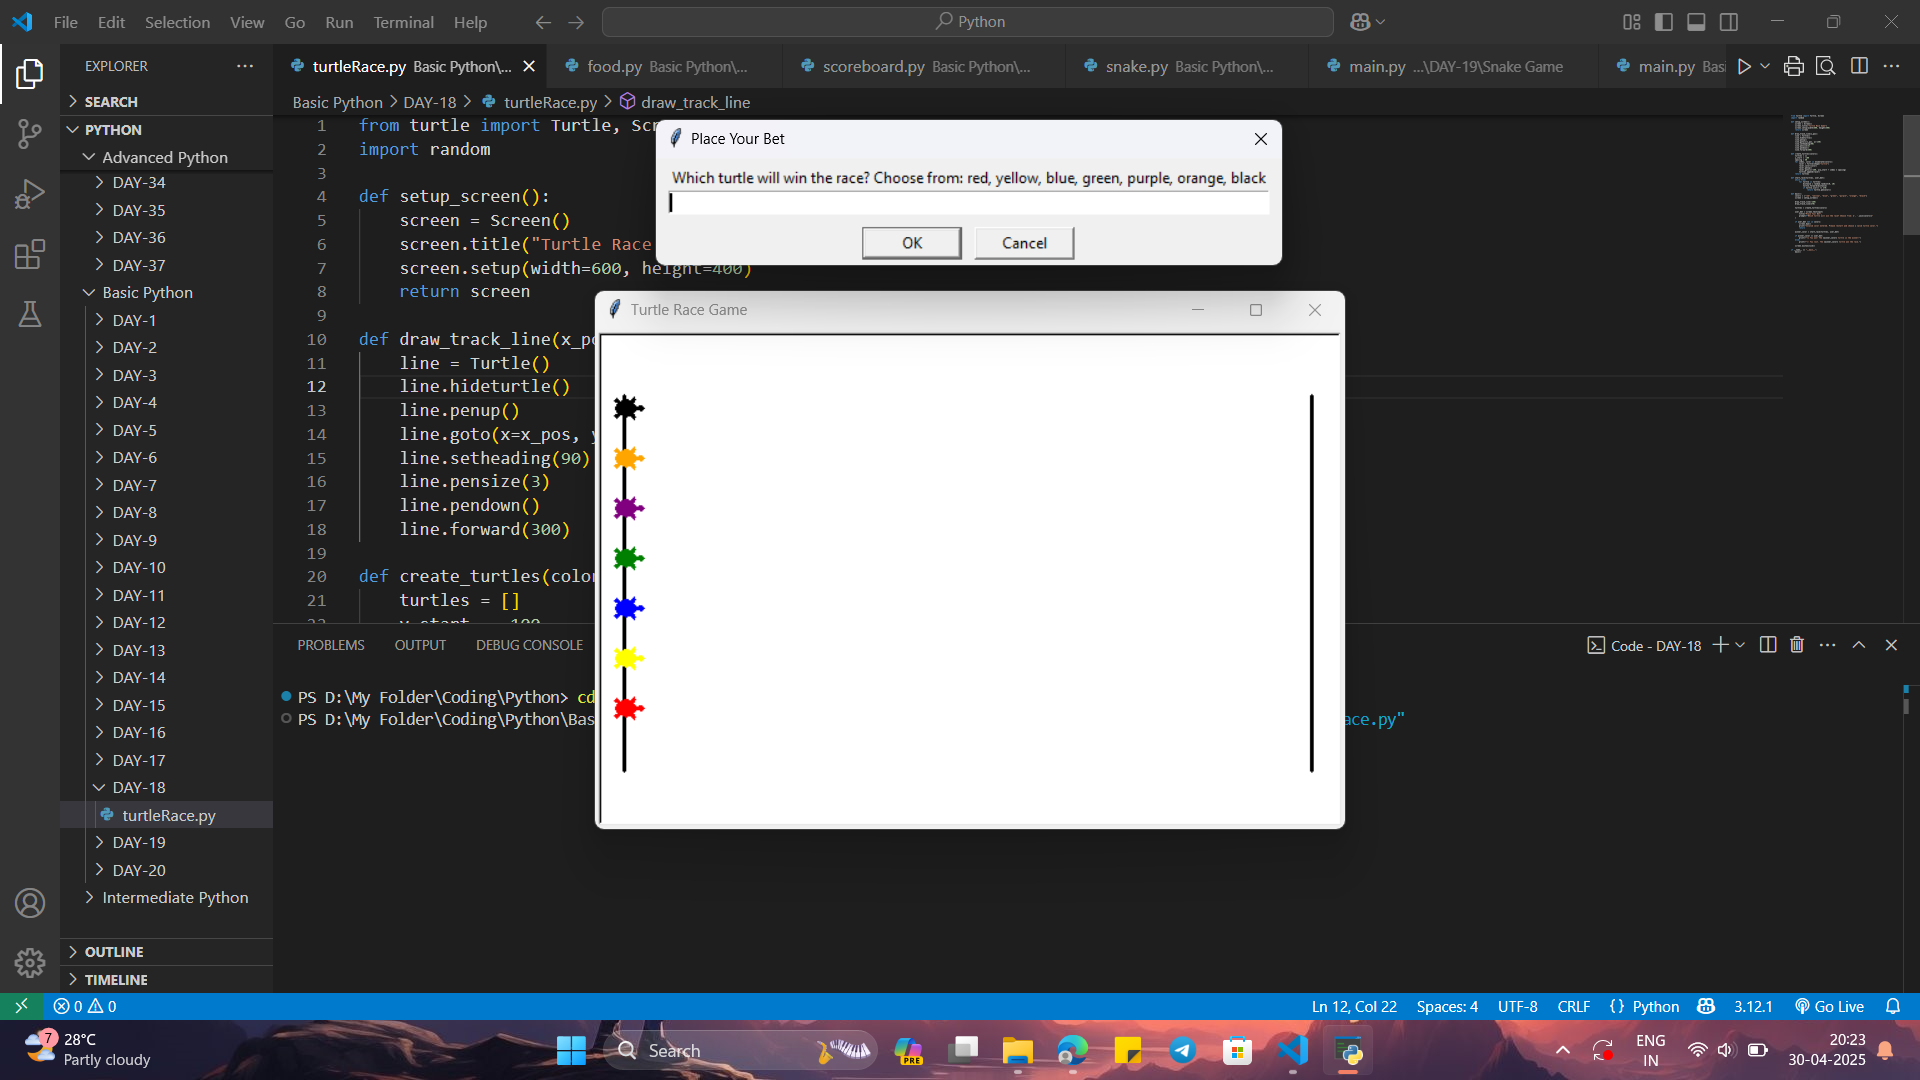 File Edit Selection View Go Run Terminal Help
Python
EXPLORER
SEARCH
PYTHON
Advanced Python
DAY-34
DAY-35
DAY-36
DAY-37
Basic Python
DAY-1
DAY-2
DAY-3
DAY-4
DAY-5
DAY-6
DAY-7
DAY-8
DAY-9
DAY-10
DAY-11
DAY-12
DAY-13
DAY-14
DAY-15
DAY-16
DAY-17
DAY-18
turtleRace.py
DAY-19
DAY-20
Intermediate Python
OUTLINE
TIMELINE
turtleRace.py Basic Python\... food.py Basic Python\... scoreboard.py Basic Python\... snake.py Basic Python\... main.py ...\DAY-19\Snake Game main.py Bas
Basic Python > DAY-18 > turtleRace.py > draw_track_line
1 from turtle import Turtle, Scr
2 import random
3
4 def setup_screen():
5 screen = Screen()
6 screen.title("Turtle Race
7 screen.setup(width=600, height=400)
8 return screen
9
10 def draw_track_line(x_po
11 line = Turtle()
12 line.hideturtle()
13 line.penup()
14 line.goto(x=x_pos, y
15 line.setheading(90)
16 line.pensize(3)
17 line.pendown()
18 line.forward(300)
19
20 def create_turtles(color
21 turtles = []
Place Your Bet
Which turtle will win the race? Choose from: red, yellow, blue, green, purple, orange, black
OK Cancel
Turtle Race Game
PROBLEMS OUTPUT DEBUG CONSOLE
Code - DAY-18
PS D:\My Folder\Coding\Python> cd
PS D:\My Folder\Coding\Python\Bas
ace.py"
0 0
Ln 12, Col 22 Spaces: 4 UTF-8 CRLF {} Python 3.12.1 Go Live
7
28°C
Partly cloudy
Search
PRE
ENG
IN
20:23
30-04-2025